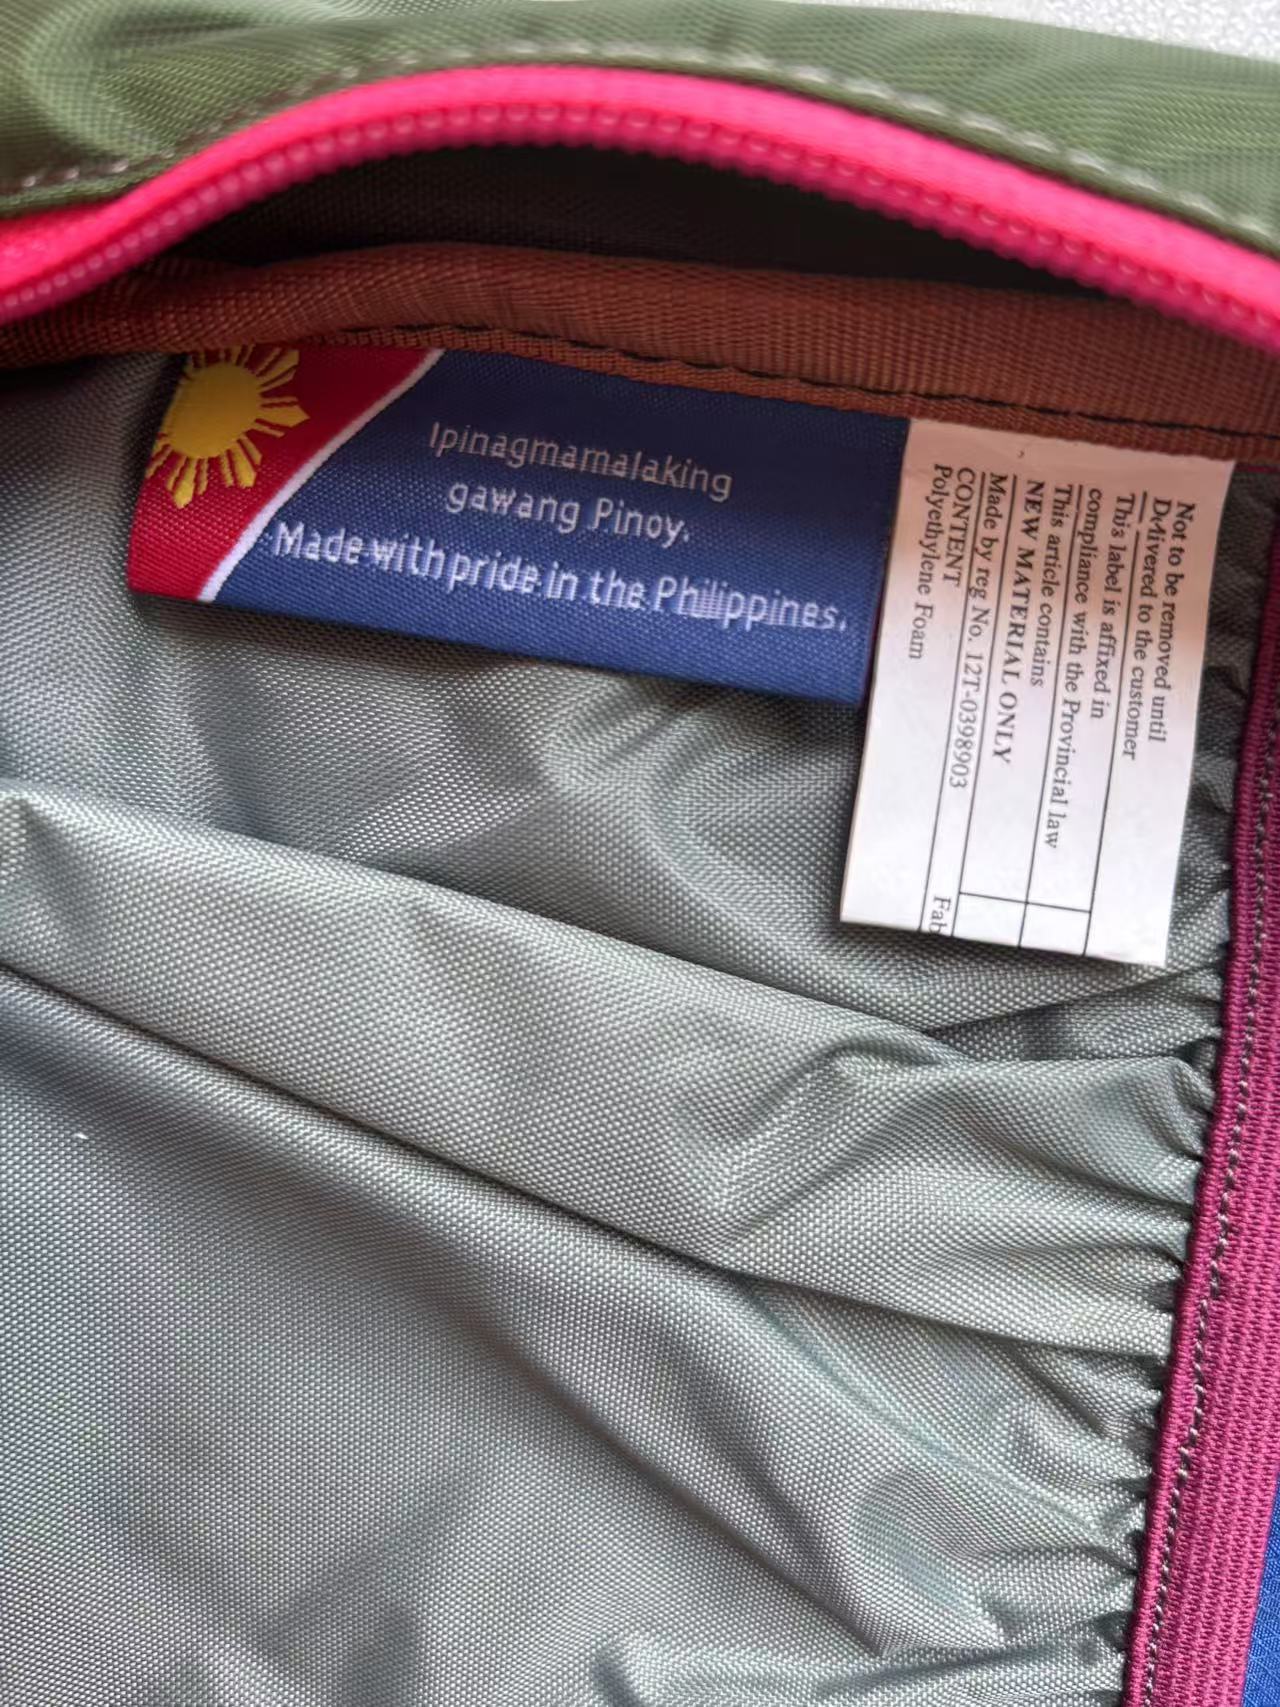 Ipinagmamalaking
gawang Pinoy.
Made with pride in the Philippines.
Not to be removed until
Delivered to the customer
This label is affixed in
compliance with the Provincial law
This article contains
NEW MATERIAL ONLY
Made by reg No. 12T-0398903
CONTENT
Polyethylene Foam
Fab